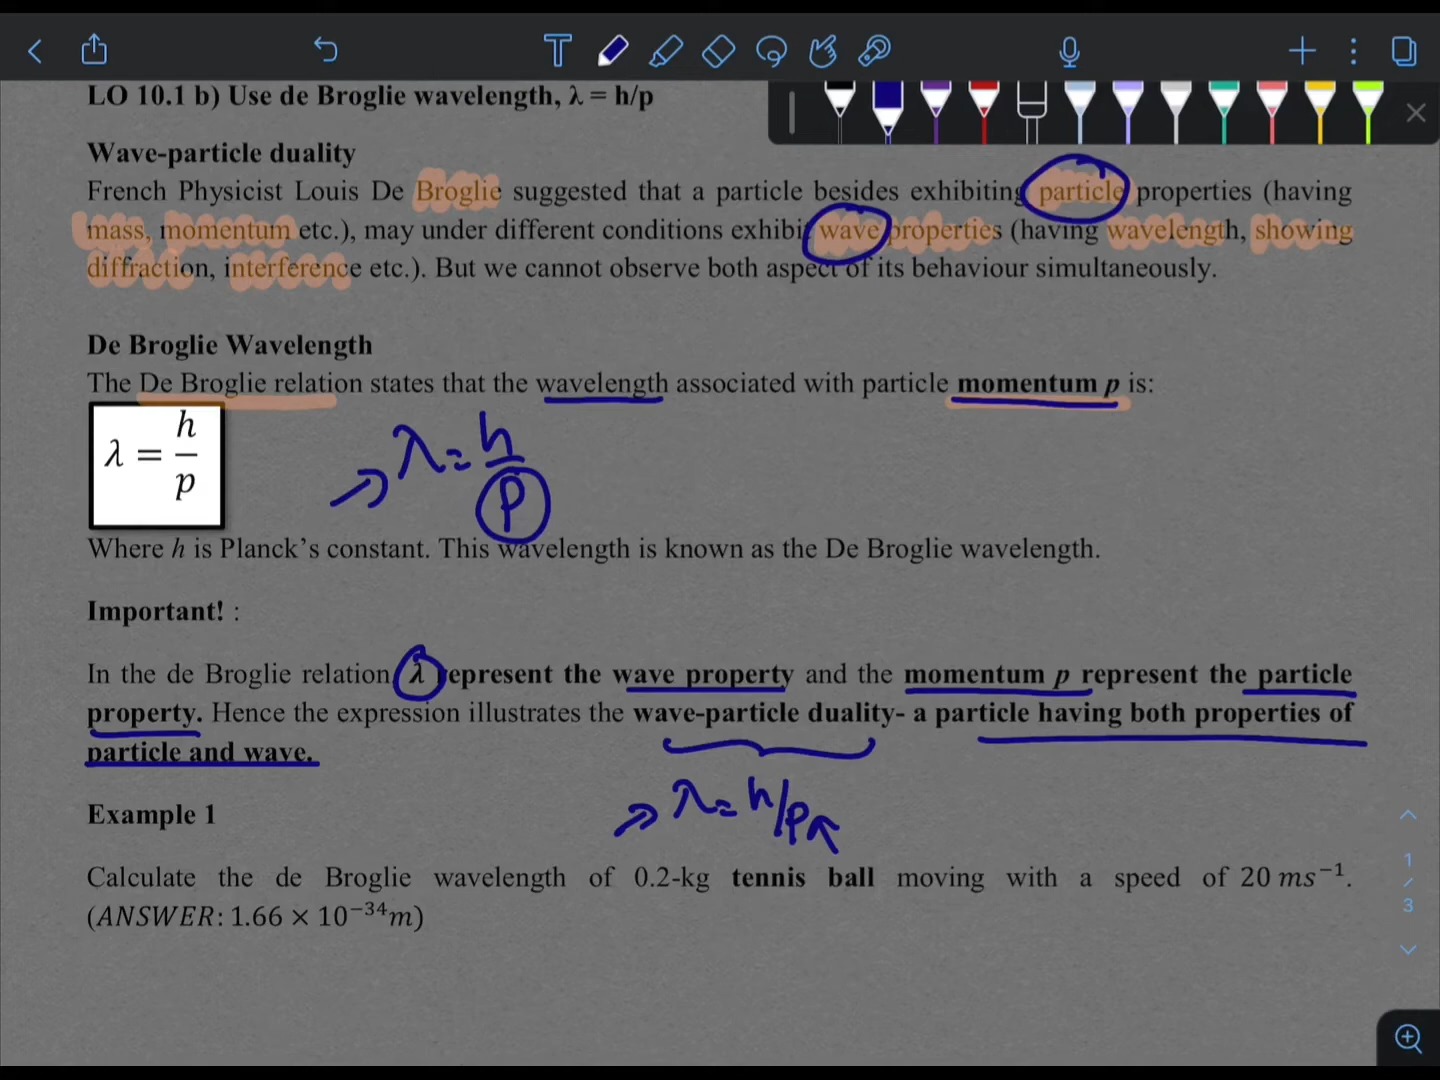 LO 10.1 b) Use de Broglie wavelength, λ = h/p
Wave-particle duality
French Physicist Louis De Broglie suggested that a particle besides exhibiting particle properties (having
mass, momentum etc.), may under different conditions exhibit wave properties (having wavelength, showing
diffraction, interference etc.). But we cannot observe both aspect of its behaviour simultaneously.
De Broglie Wavelength
The De Broglie relation states that the wavelength associated with particle momentum p is:
λ = h/p
→ λ = h/p
Where h is Planck's constant. This wavelength is known as the De Broglie wavelength.
Important! :
In the de Broglie relation λ represent the wave property and the momentum p represent the particle
property. Hence the expression illustrates the wave-particle duality- a particle having both properties of
particle and wave.
→ λ = h/p
Example 1
Calculate the de Broglie wavelength of 0.2-kg tennis ball moving with a speed of 20 ms⁻¹.
(ANSWER: 1.66 × 10⁻³⁴m)
1
/
3